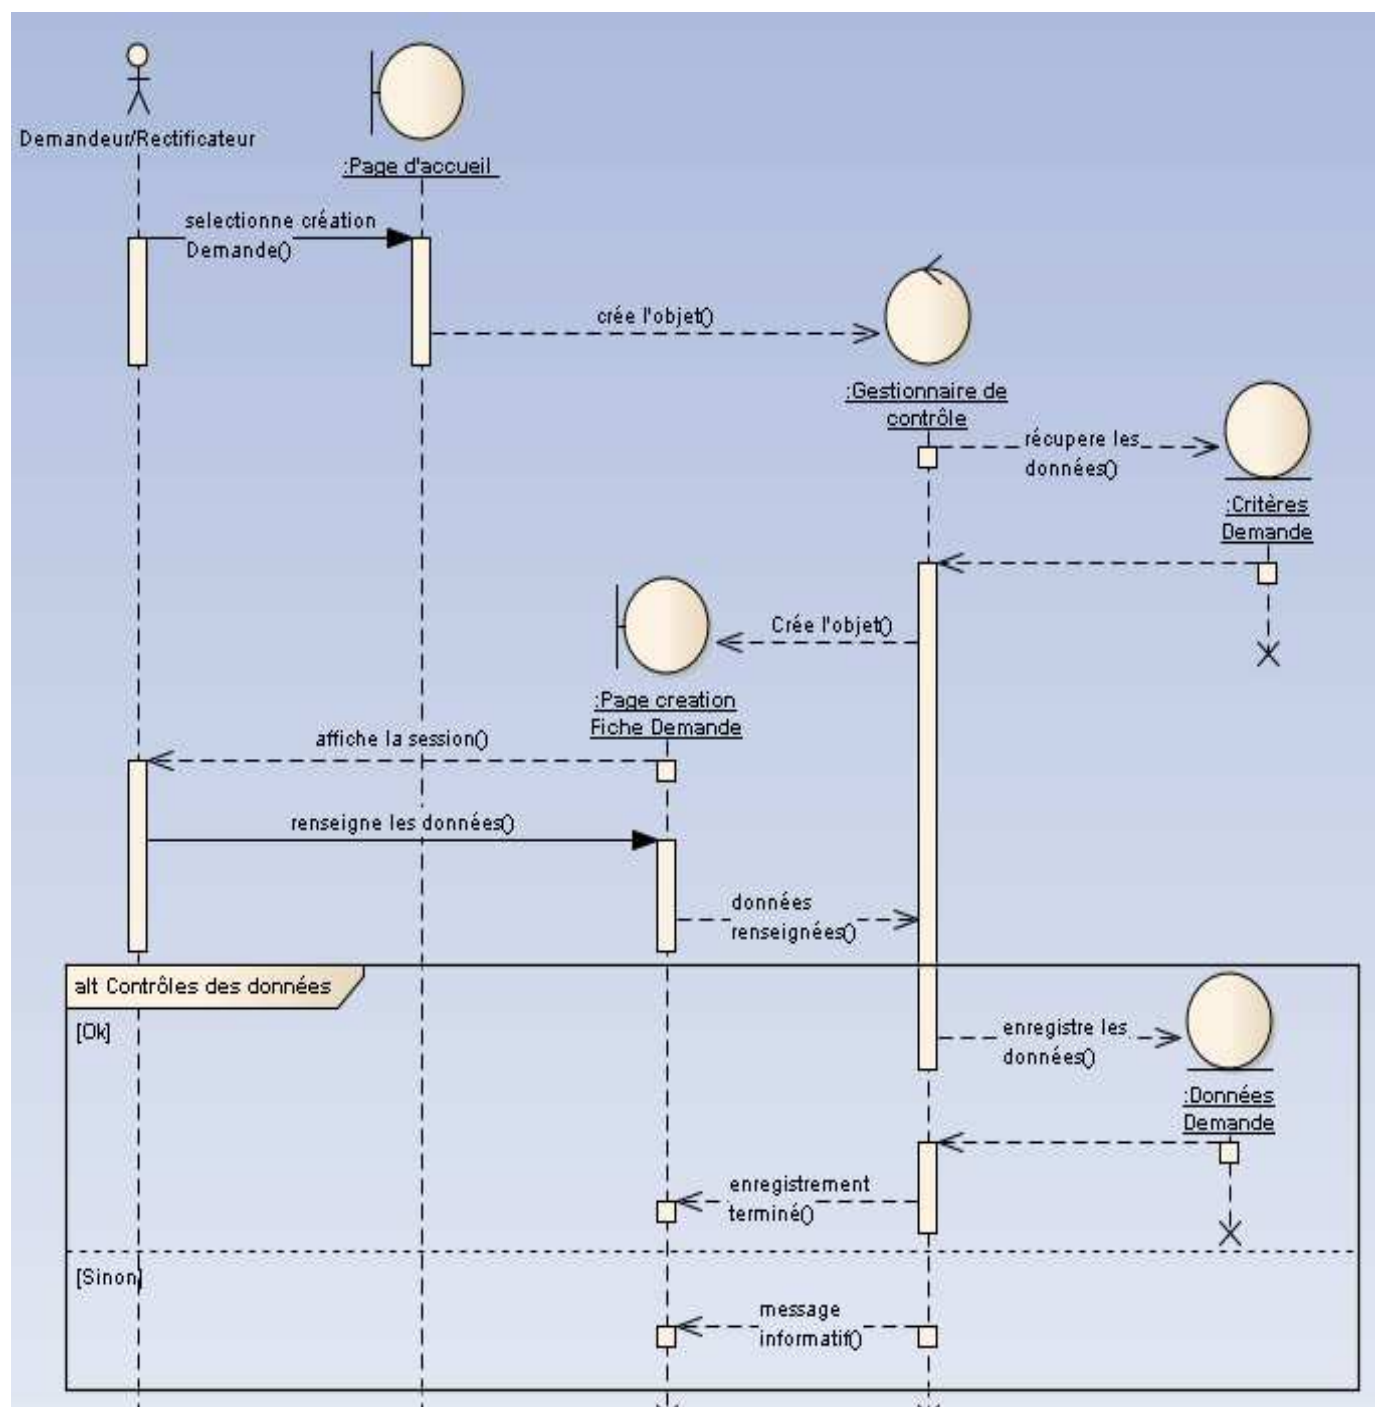 Demandeur/Rectificateur
:Page d'accueil
selectionne création
Demande()
crée l'objet()
:Gestionnaire de
contrôle
récupere les
données()
:Critères
Demande
Crée l'objet()
:Page creation
Fiche Demande
affiche la session()
renseigne les données()
données
renseignées()
alt Contrôles des données
[Ok]
enregistre les
données()
:Données
Demande
enregistrement
terminé()
[Sinon]
message
informatif()